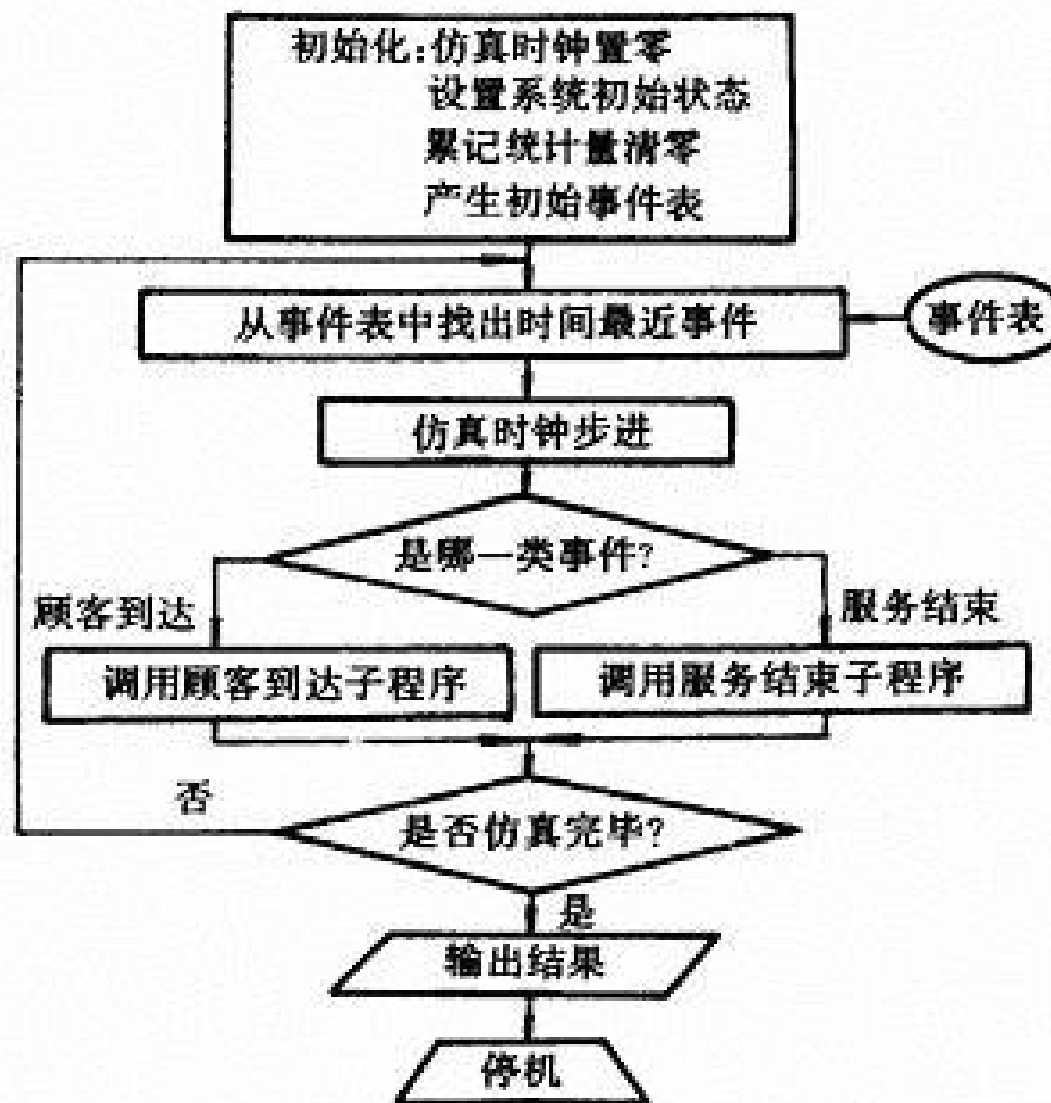 初始化:仿真时钟置零
设置系统初始状态
累记统计量清零
产生初始事件表
从事件表中找出时间最近事件
事件表
仿真时钟步进
是哪一类事件?
顾客到达
服务结束
调用顾客到达子程序
调用服务结束子程序
否
是否仿真完毕?
是
输出结果
停机